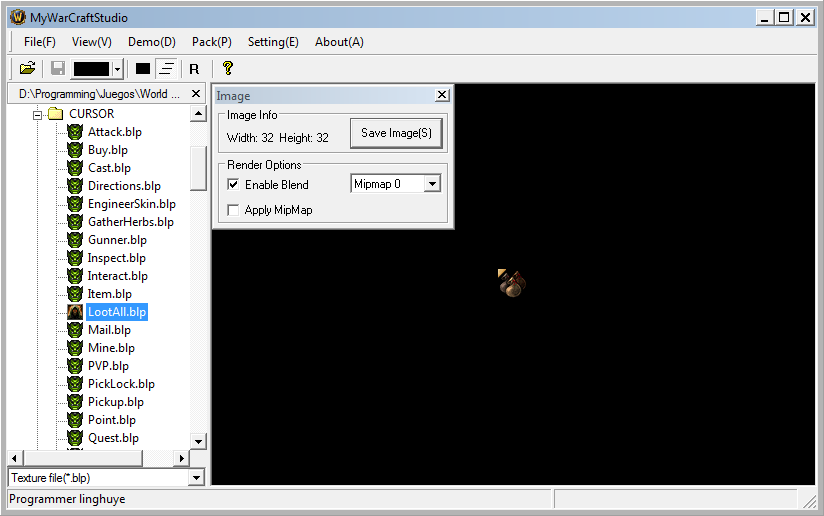 MyWarCraftStudio
File(F) View(V) Demo(D) Pack(P) Setting(E) About(A)
R
D:\Programming\Juegos\World ...
CURSOR
Attack.blp
Buy.blp
Cast.blp
Directions.blp
EngineerSkin.blp
GatherHerbs.blp
Gunner.blp
Inspect.blp
Interact.blp
Item.blp
LootAll.blp
Mail.blp
Mine.blp
PVP.blp
PickLock.blp
Pickup.blp
Point.blp
Quest.blp
Texture file(*.blp)
Programmer linghuye
Image
Image Info
Width: 32 Height: 32
Save Image(S)
Render Options
Enable Blend
Mipmap 0
Apply MipMap